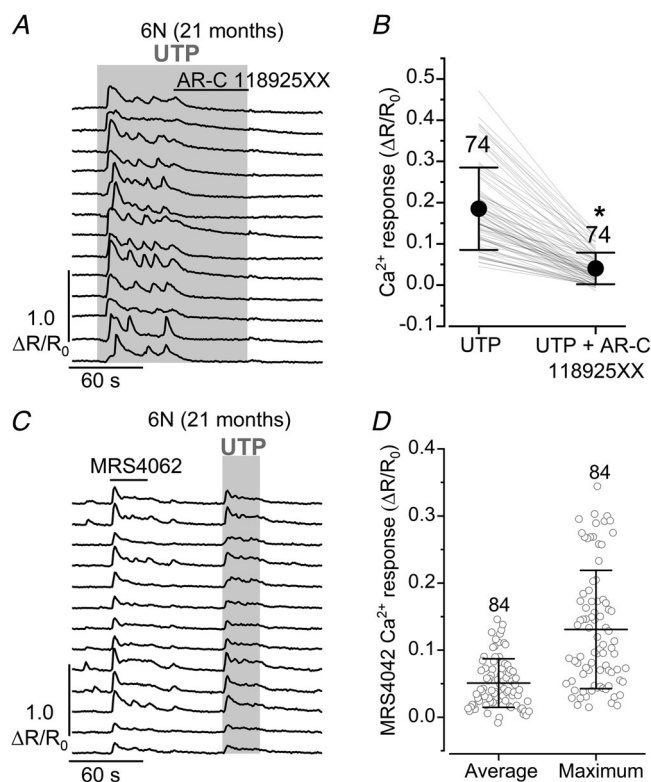 A
6N (21 months)
UTP
AR-C 118925XX
1.0
ΔR/R0
60 s
B
Ca2+ response (ΔR/R0)
0.5
0.4
0.3
0.2
0.1
0.0
-0.1
74
*
74
UTP
UTP + AR-C
118925XX
C
6N (21 months)
UTP
MRS4062
1.0
ΔR/R0
60 s
D
MRS4042 Ca2+ response (ΔR/R0)
0.4
0.3
0.2
0.1
0.0
84
84
Average
Maximum